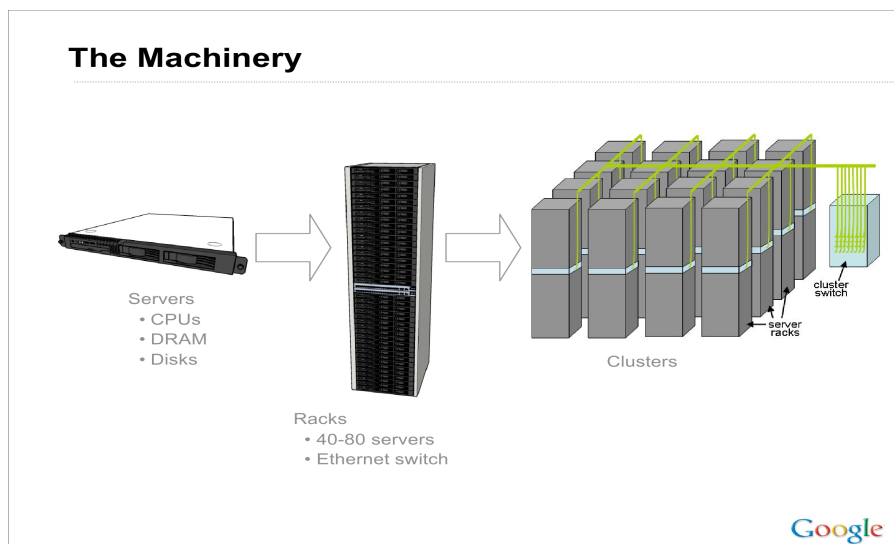 The Machinery
Servers
• CPUs
• DRAM
• Disks
Racks
• 40-80 servers
• Ethernet switch
Clusters
cluster
switch
server
racks
Google